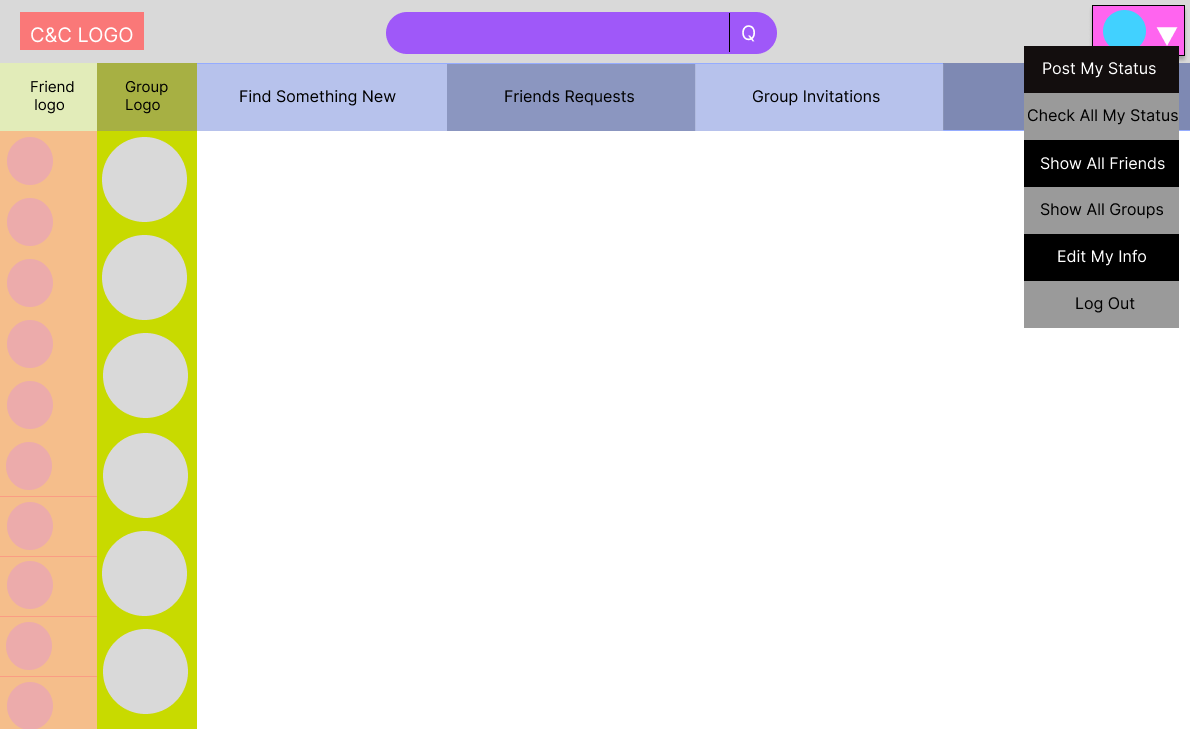 C&C LOGO
Q
Friend
logo
Group
Logo
Find Something New
Friends Requests
Group Invitations
Post My Status
Check All My Status
Show All Friends
Show All Groups
Edit My Info
Log Out